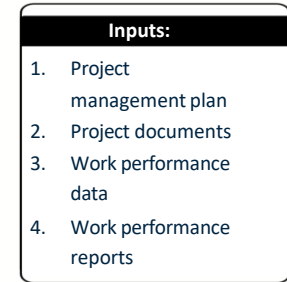 Inputs:
1. Project
management plan
2. Project documents
3. Work performance
data
4. Work performance
reports